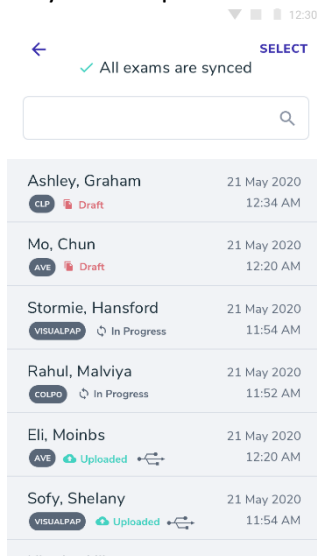 12:30
SELECT
All exams are synced
Ashley, Graham
21 May 2020
CLP Draft
12:34 AM
Mo, Chun
21 May 2020
AVE Draft
12:20 AM
Stormie, Hansford
21 May 2020
VISUALPAP In Progress
11:54 AM
Rahul, Malviya
21 May 2020
COLPO In Progress
11:52 AM
Eli, Moinbs
21 May 2020
AVE Uploaded
12:20 AM
Sofy, Shelany
21 May 2020
VISUALPAP Uploaded
11:54 AM